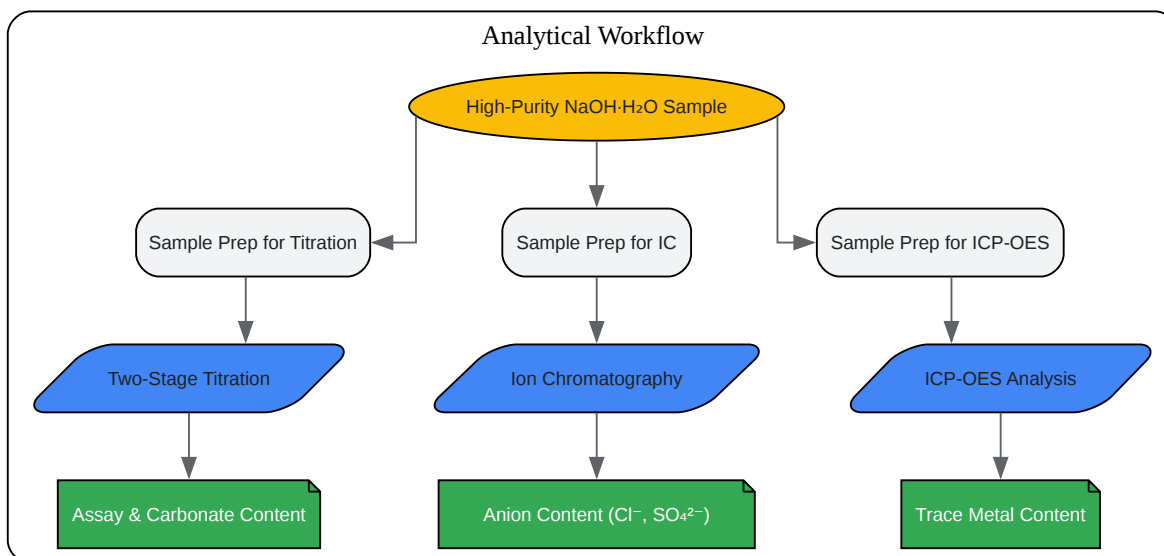 Analytical Workflow
High-Purity NaOH·H₂O Sample
Sample Prep for Titration
Sample Prep for IC
Sample Prep for ICP-OES
Two-Stage Titration
Ion Chromatography
ICP-OES Analysis
Assay & Carbonate Content
Anion Content (Cl⁻, SO₄²⁻)
Trace Metal Content